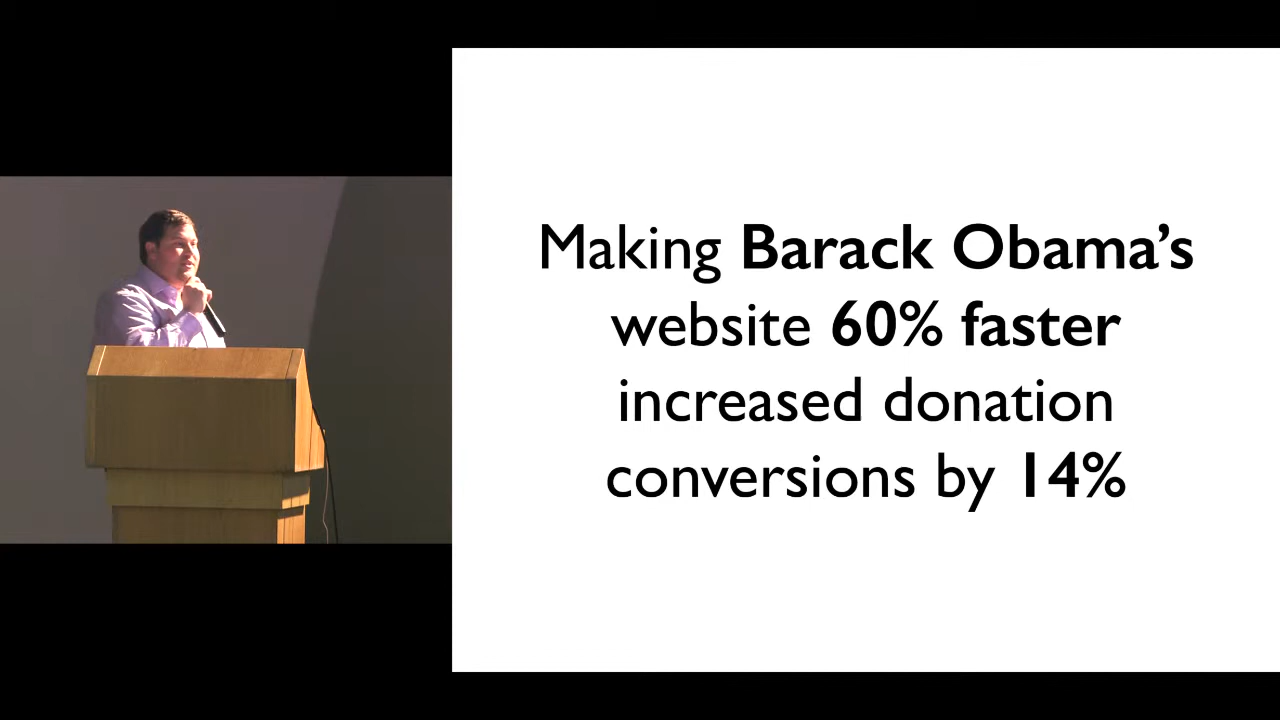 Making Barack Obama’s
website 60% faster
increased donation
conversions by 14%